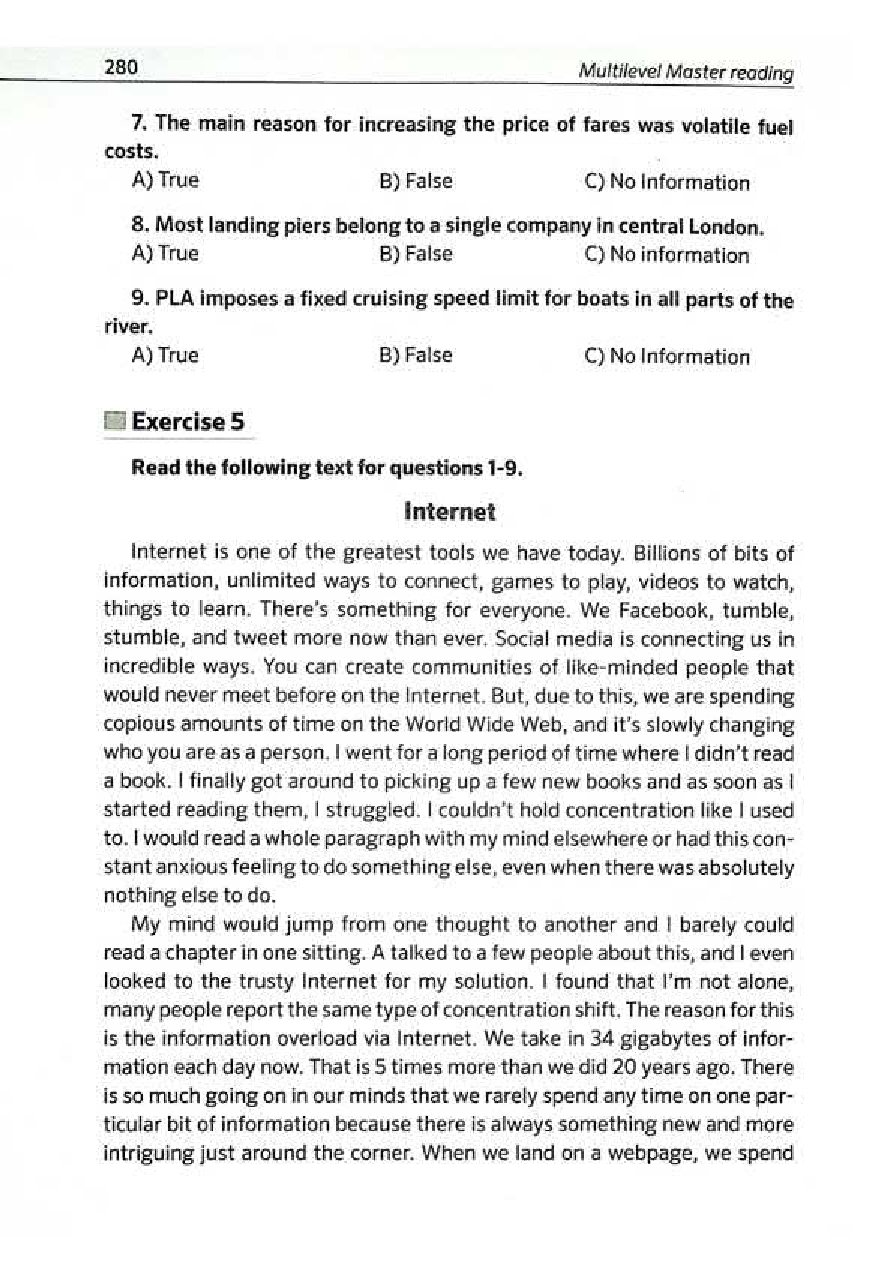 280
Multilevel Master reading
7. The main reason for increasing the price of fares was volatile fuel
costs.
A) True B) False C) No Information
8. Most landing piers belong to a single company in central London.
A) True B) False C) No information
9. PLA imposes a fixed cruising speed limit for boats in all parts of the
river.
A) True B) False C) No Information
Exercise 5
Read the following text for questions 1-9.
Internet
Internet is one of the greatest tools we have today. Billions of bits of
information, unlimited ways to connect, games to play, videos to watch,
things to learn. There's something for everyone. We Facebook, tumble,
stumble, and tweet more now than ever. Social media is connecting us in
incredible ways. You can create communities of like-minded people that
would never meet before on the Internet. But, due to this, we are spending
copious amounts of time on the World Wide Web, and it's slowly changing
who you are as a person. I went for a long period of time where I didn't read
a book. I finally got around to picking up a few new books and as soon as I
started reading them, I struggled. I couldn't hold concentration like I used
to. I would read a whole paragraph with my mind elsewhere or had this con-
stant anxious feeling to do something else, even when there was absolutely
nothing else to do.
My mind would jump from one thought to another and I barely could
read a chapter in one sitting. A talked to a few people about this, and I even
looked to the trusty Internet for my solution. I found that I'm not alone,
many people report the same type of concentration shift. The reason for this
is the information overload via Internet. We take in 34 gigabytes of infor-
mation each day now. That is 5 times more than we did 20 years ago. There
is so much going on in our minds that we rarely spend any time on one par-
ticular bit of information because there is always something new and more
intriguing just around the corner. When we land on a webpage, we spend